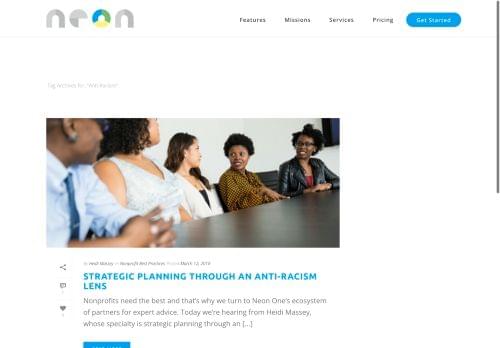 neon
Features Missions Services Pricing Get Started
Tag Archives for: "Anti-Racism"
By Heidi Massey In Nonprofit Best Practices Posted March 12, 2019
STRATEGIC PLANNING THROUGH AN ANTI-RACISM
LENS
Nonprofits need the best and that's why we turn to Neon One's ecosystem
of partners for expert advice. Today we're hearing from Heidi Massey,
whose specialty is strategic planning through an [...]